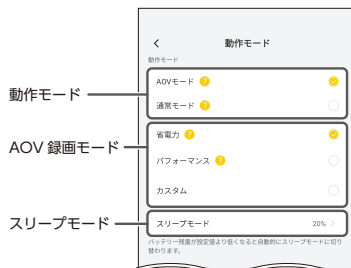 動作モード
動作モード
AOVモード ?
通常モード ?
動作モード
省電力 ?
AOV 録画モード
パフォーマンス ?
カスタム
スリープモード
スリープモード 20%
バッテリー残量が設定値より低くなると自動的にスリープモードに切り
替わります。